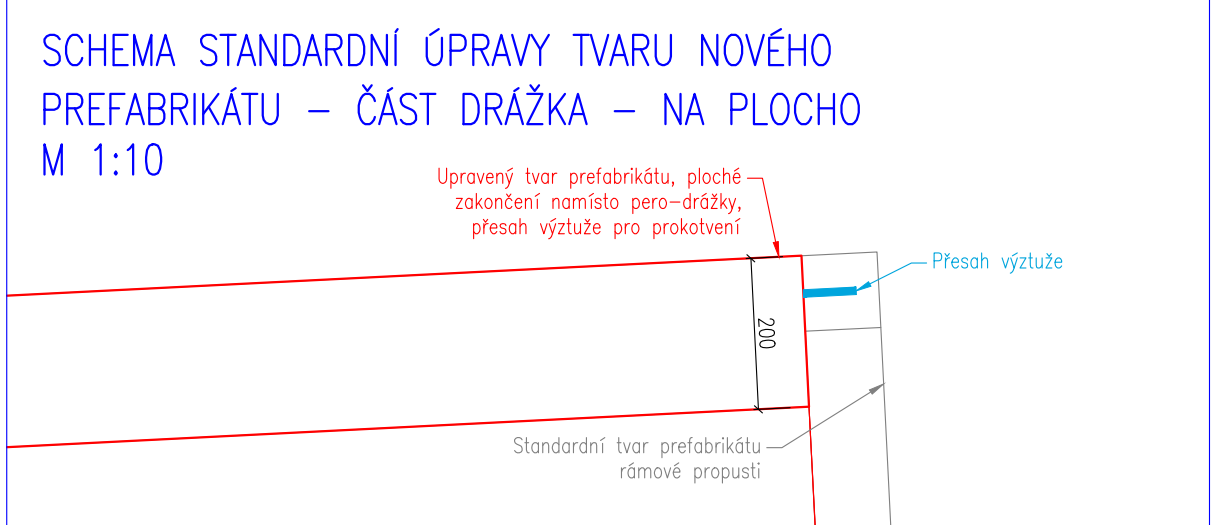 SCHEMA STANDARDNÍ ÚPRAVY TVARU NOVÉHO
PREFABRIKÁTU – ČÁST DRÁŽKA – NA PLOCHO
M 1:10
Upravený tvar prefabrikátu, ploché
zakončení namísto pero–drážky,
přesah výztuže pro prokotvení
Přesah výztuže
200
Standardní tvar prefabrikátu
rámové propusti